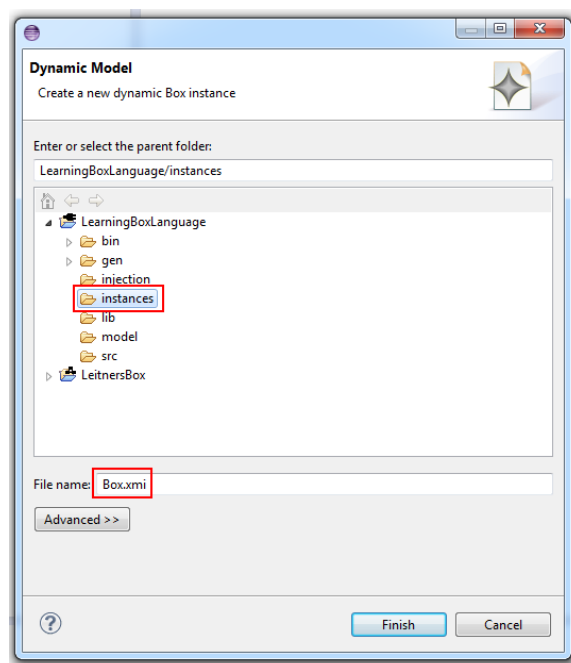 Dynamic Model
Create a new dynamic Box instance
Enter or select the parent folder:
LearningBoxLanguage/instances
LearningBoxLanguage
bin
gen
injection
instances
lib
model
src
LeitnersBox
File name: Box.xmi
Advanced >>
Finish Cancel